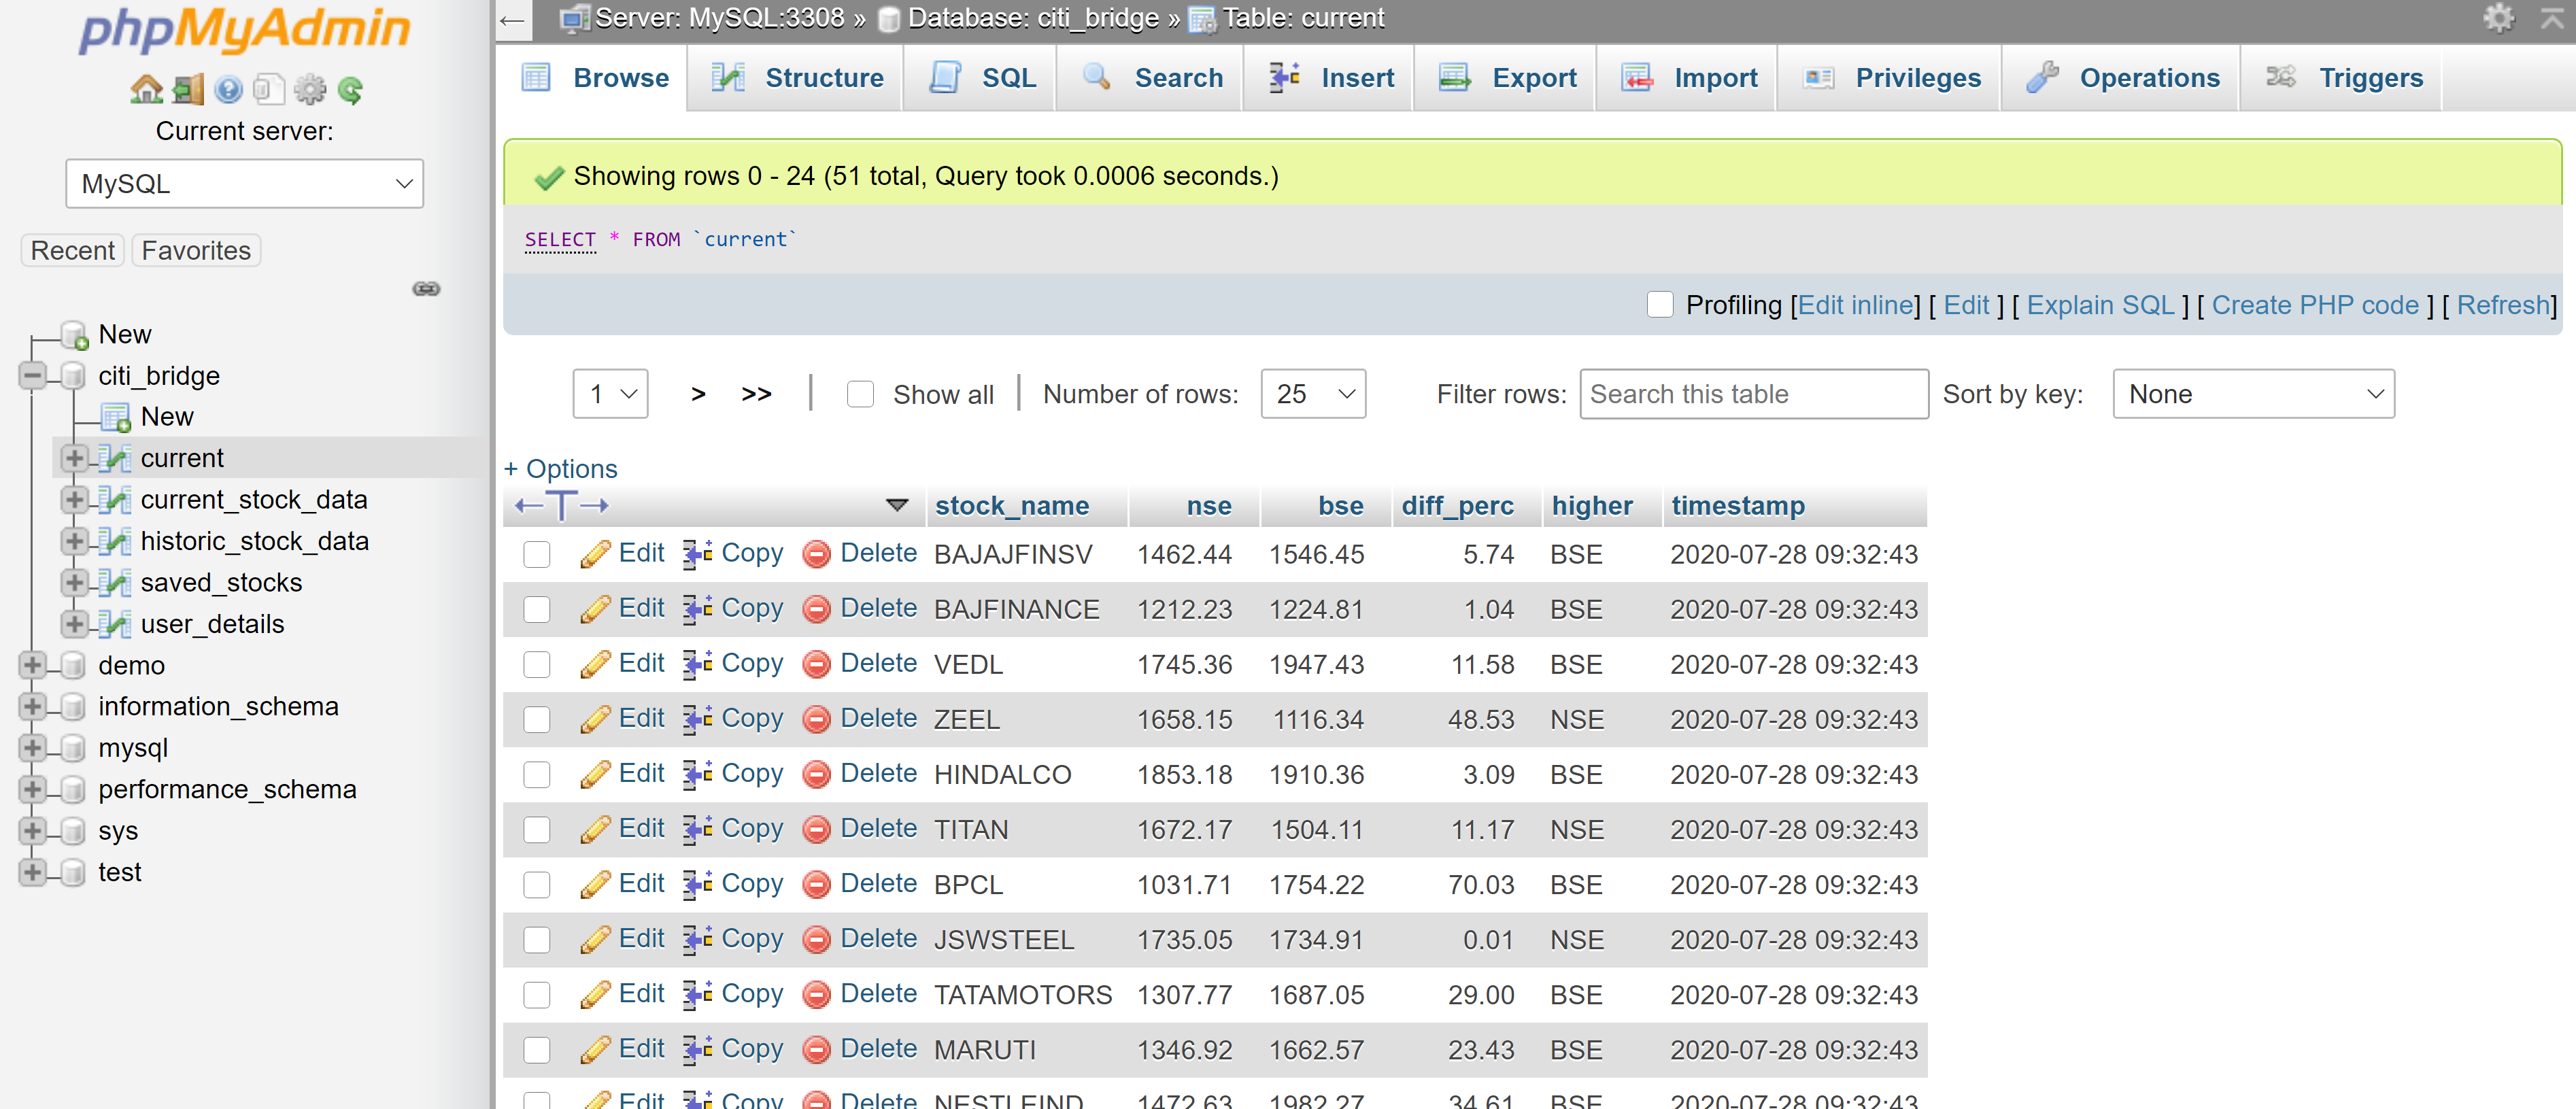 phpMyAdmin
Current server:
MySQL
Recent Favorites
New
citi_bridge
New
current
current_stock_data
historic_stock_data
saved_stocks
user_details
demo
information_schema
mysql
performance_schema
sys
test
Server: MySQL:3308 » Database: citi_bridge » Table: current
Browse Structure SQL Search Insert Export Import Privileges Operations Triggers
Showing rows 0 - 24 (51 total, Query took 0.0006 seconds.)
SELECT * FROM `current`
Profiling [Edit inline] [ Edit ] [ Explain SQL ] [ Create PHP code ] [ Refresh]
1 > >> | Show all | Number of rows: 25 Filter rows: Search this table Sort by key: None
+ Options
←T→ stock_name nse bse diff_perc higher timestamp
Edit Copy Delete BAJAJFINSV 1462.44 1546.45 5.74 BSE 2020-07-28 09:32:43
Edit Copy Delete BAJFINANCE 1212.23 1224.81 1.04 BSE 2020-07-28 09:32:43
Edit Copy Delete VEDL 1745.36 1947.43 11.58 BSE 2020-07-28 09:32:43
Edit Copy Delete ZEEL 1658.15 1116.34 48.53 NSE 2020-07-28 09:32:43
Edit Copy Delete HINDALCO 1853.18 1910.36 3.09 BSE 2020-07-28 09:32:43
Edit Copy Delete TITAN 1672.17 1504.11 11.17 NSE 2020-07-28 09:32:43
Edit Copy Delete BPCL 1031.71 1754.22 70.03 BSE 2020-07-28 09:32:43
Edit Copy Delete JSWSTEEL 1735.05 1734.91 0.01 NSE 2020-07-28 09:32:43
Edit Copy Delete TATAMOTORS 1307.77 1687.05 29.00 BSE 2020-07-28 09:32:43
Edit Copy Delete MARUTI 1346.92 1662.57 23.43 BSE 2020-07-28 09:32:43
Edit Copy Delete NESTLEIND 1472.63 1982.27 34.61 BSE 2020-07-28 09:32:43